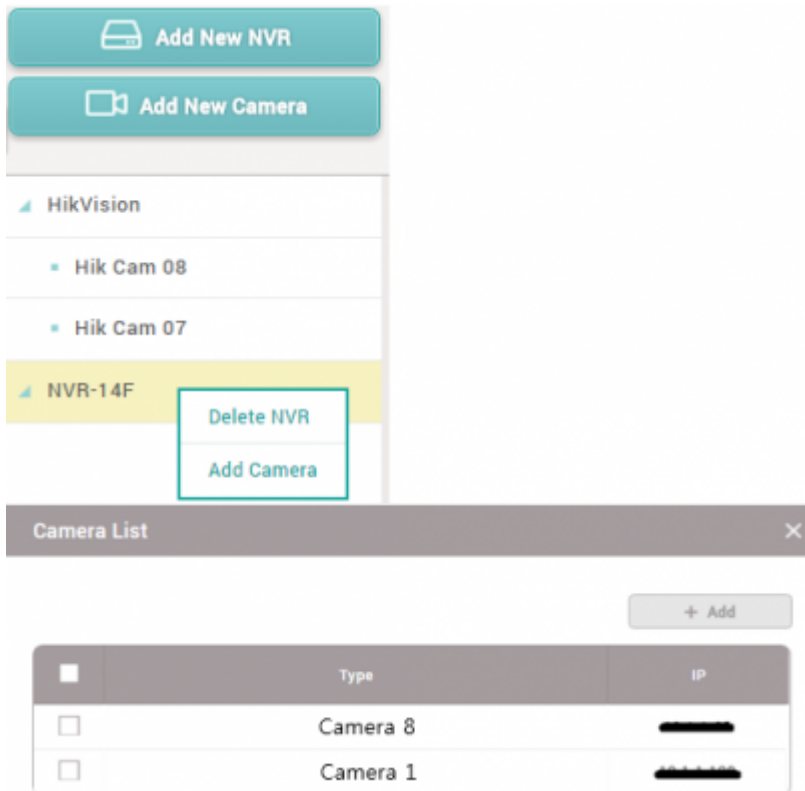 Add New NVR
Add New Camera
HikVision
Hik Cam 08
Hik Cam 07
NVR-14F
Delete NVR
Add Camera
Camera List
+ Add
Type IP
Camera 8
Camera 1